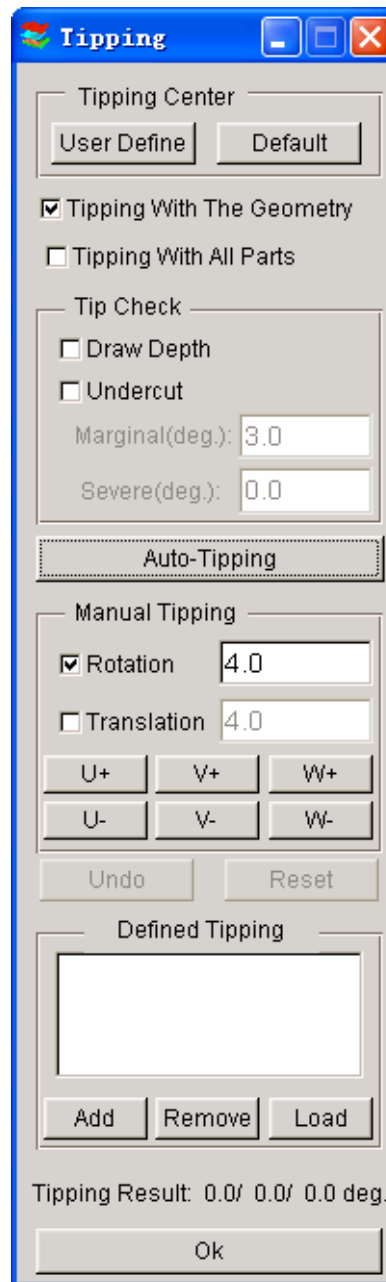 Tipping
Tipping Center
User Define Default
Tipping With The Geometry
Tipping With All Parts
Tip Check
Draw Depth
Undercut
Marginal(deg.): 3.0
Severe(deg.): 0.0
Auto-Tipping
Manual Tipping
Rotation 4.0
Translation 4.0
U+ V+ W+
U- V- W-
Undo Reset
Defined Tipping
Add Remove Load
Tipping Result: 0.0/ 0.0/ 0.0 deg.
Ok